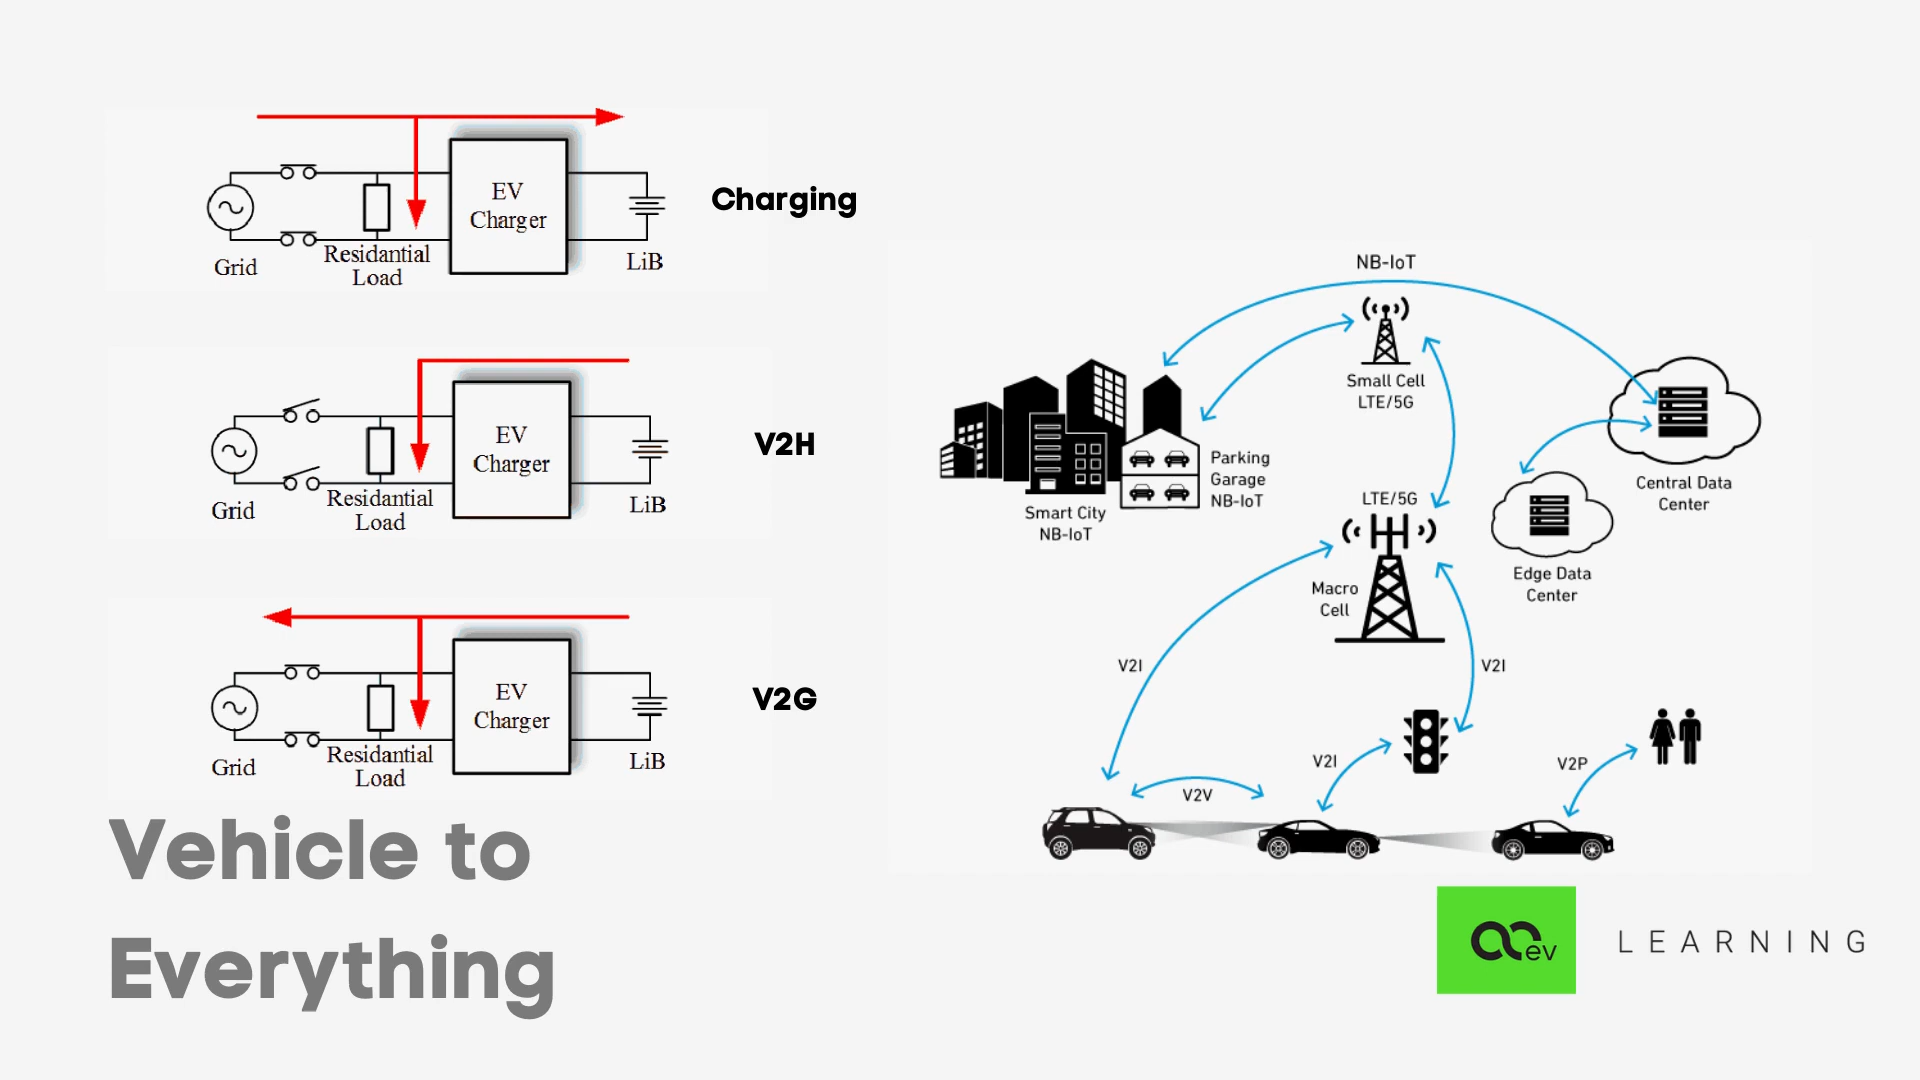 EV
Charger
Grid
Residantial
Load
LiB
Charging
EV
Charger
Grid
Residantial
Load
LiB
V2H
EV
Charger
Grid
Residantial
Load
LiB
V2G
Vehicle to
Everything
NB-IoT
Small Cell
LTE/5G
Parking
Garage
NB-IoT
Smart City
NB-IoT
Central Data
Center
LTE/5G
Macro
Cell
Edge Data
Center
V2I
V2I
V2I
V2P
V2V
ev
LEARNING